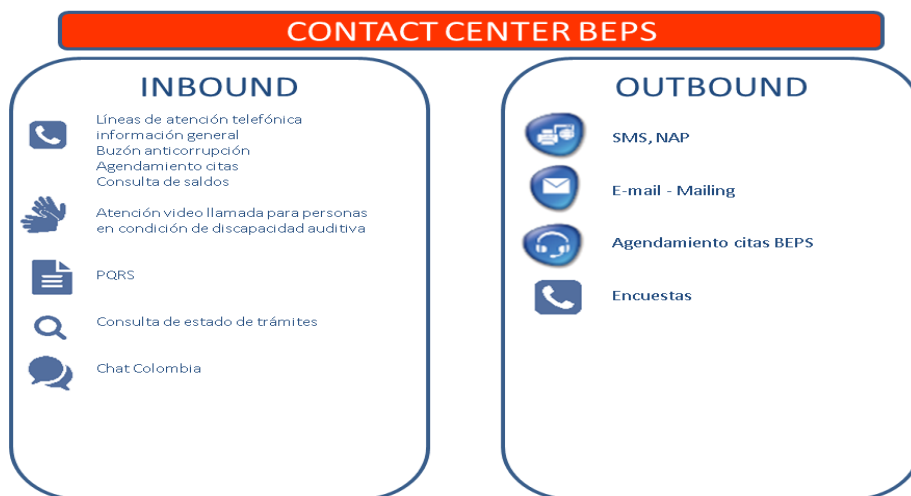 CONTACT CENTER BEPS
INBOUND
Líneas de atención telefónica
información general
Buzón anticorrupción
Agendamiento citas
Consulta de saldos
Atención video llamada para personas
en condición de discapacidad auditiva
PQRS
Consulta de estado de trámites
Chat Colombia
OUTBOUND
SMS, NAP
E-mail - Mailing
Agendamiento citas BEPS
Encuestas